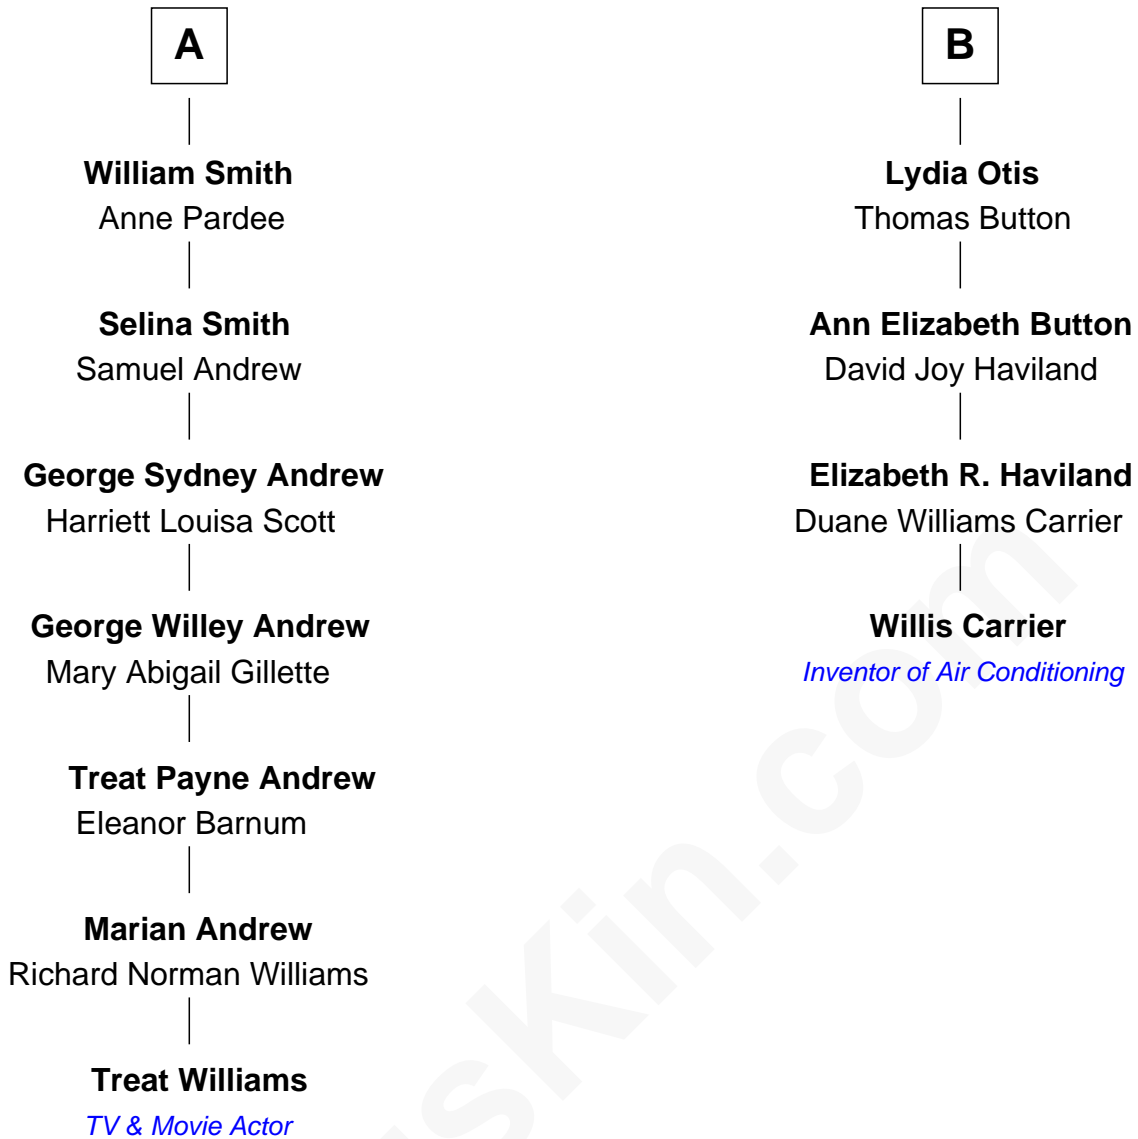 A
William Smith
Anne Pardee
Selina Smith
Samuel Andrew
George Sydney Andrew
Harriett Louisa Scott
George Willey Andrew
Mary Abigail Gillette
Treat Payne Andrew
Eleanor Barnum
Marian Andrew
Richard Norman Williams
Treat Williams
TV & Movie Actor
B
Lydia Otis
Thomas Button
Ann Elizabeth Button
David Joy Haviland
Elizabeth R. Haviland
Duane Williams Carrier
Willis Carrier
Inventor of Air Conditioning
sKin.com